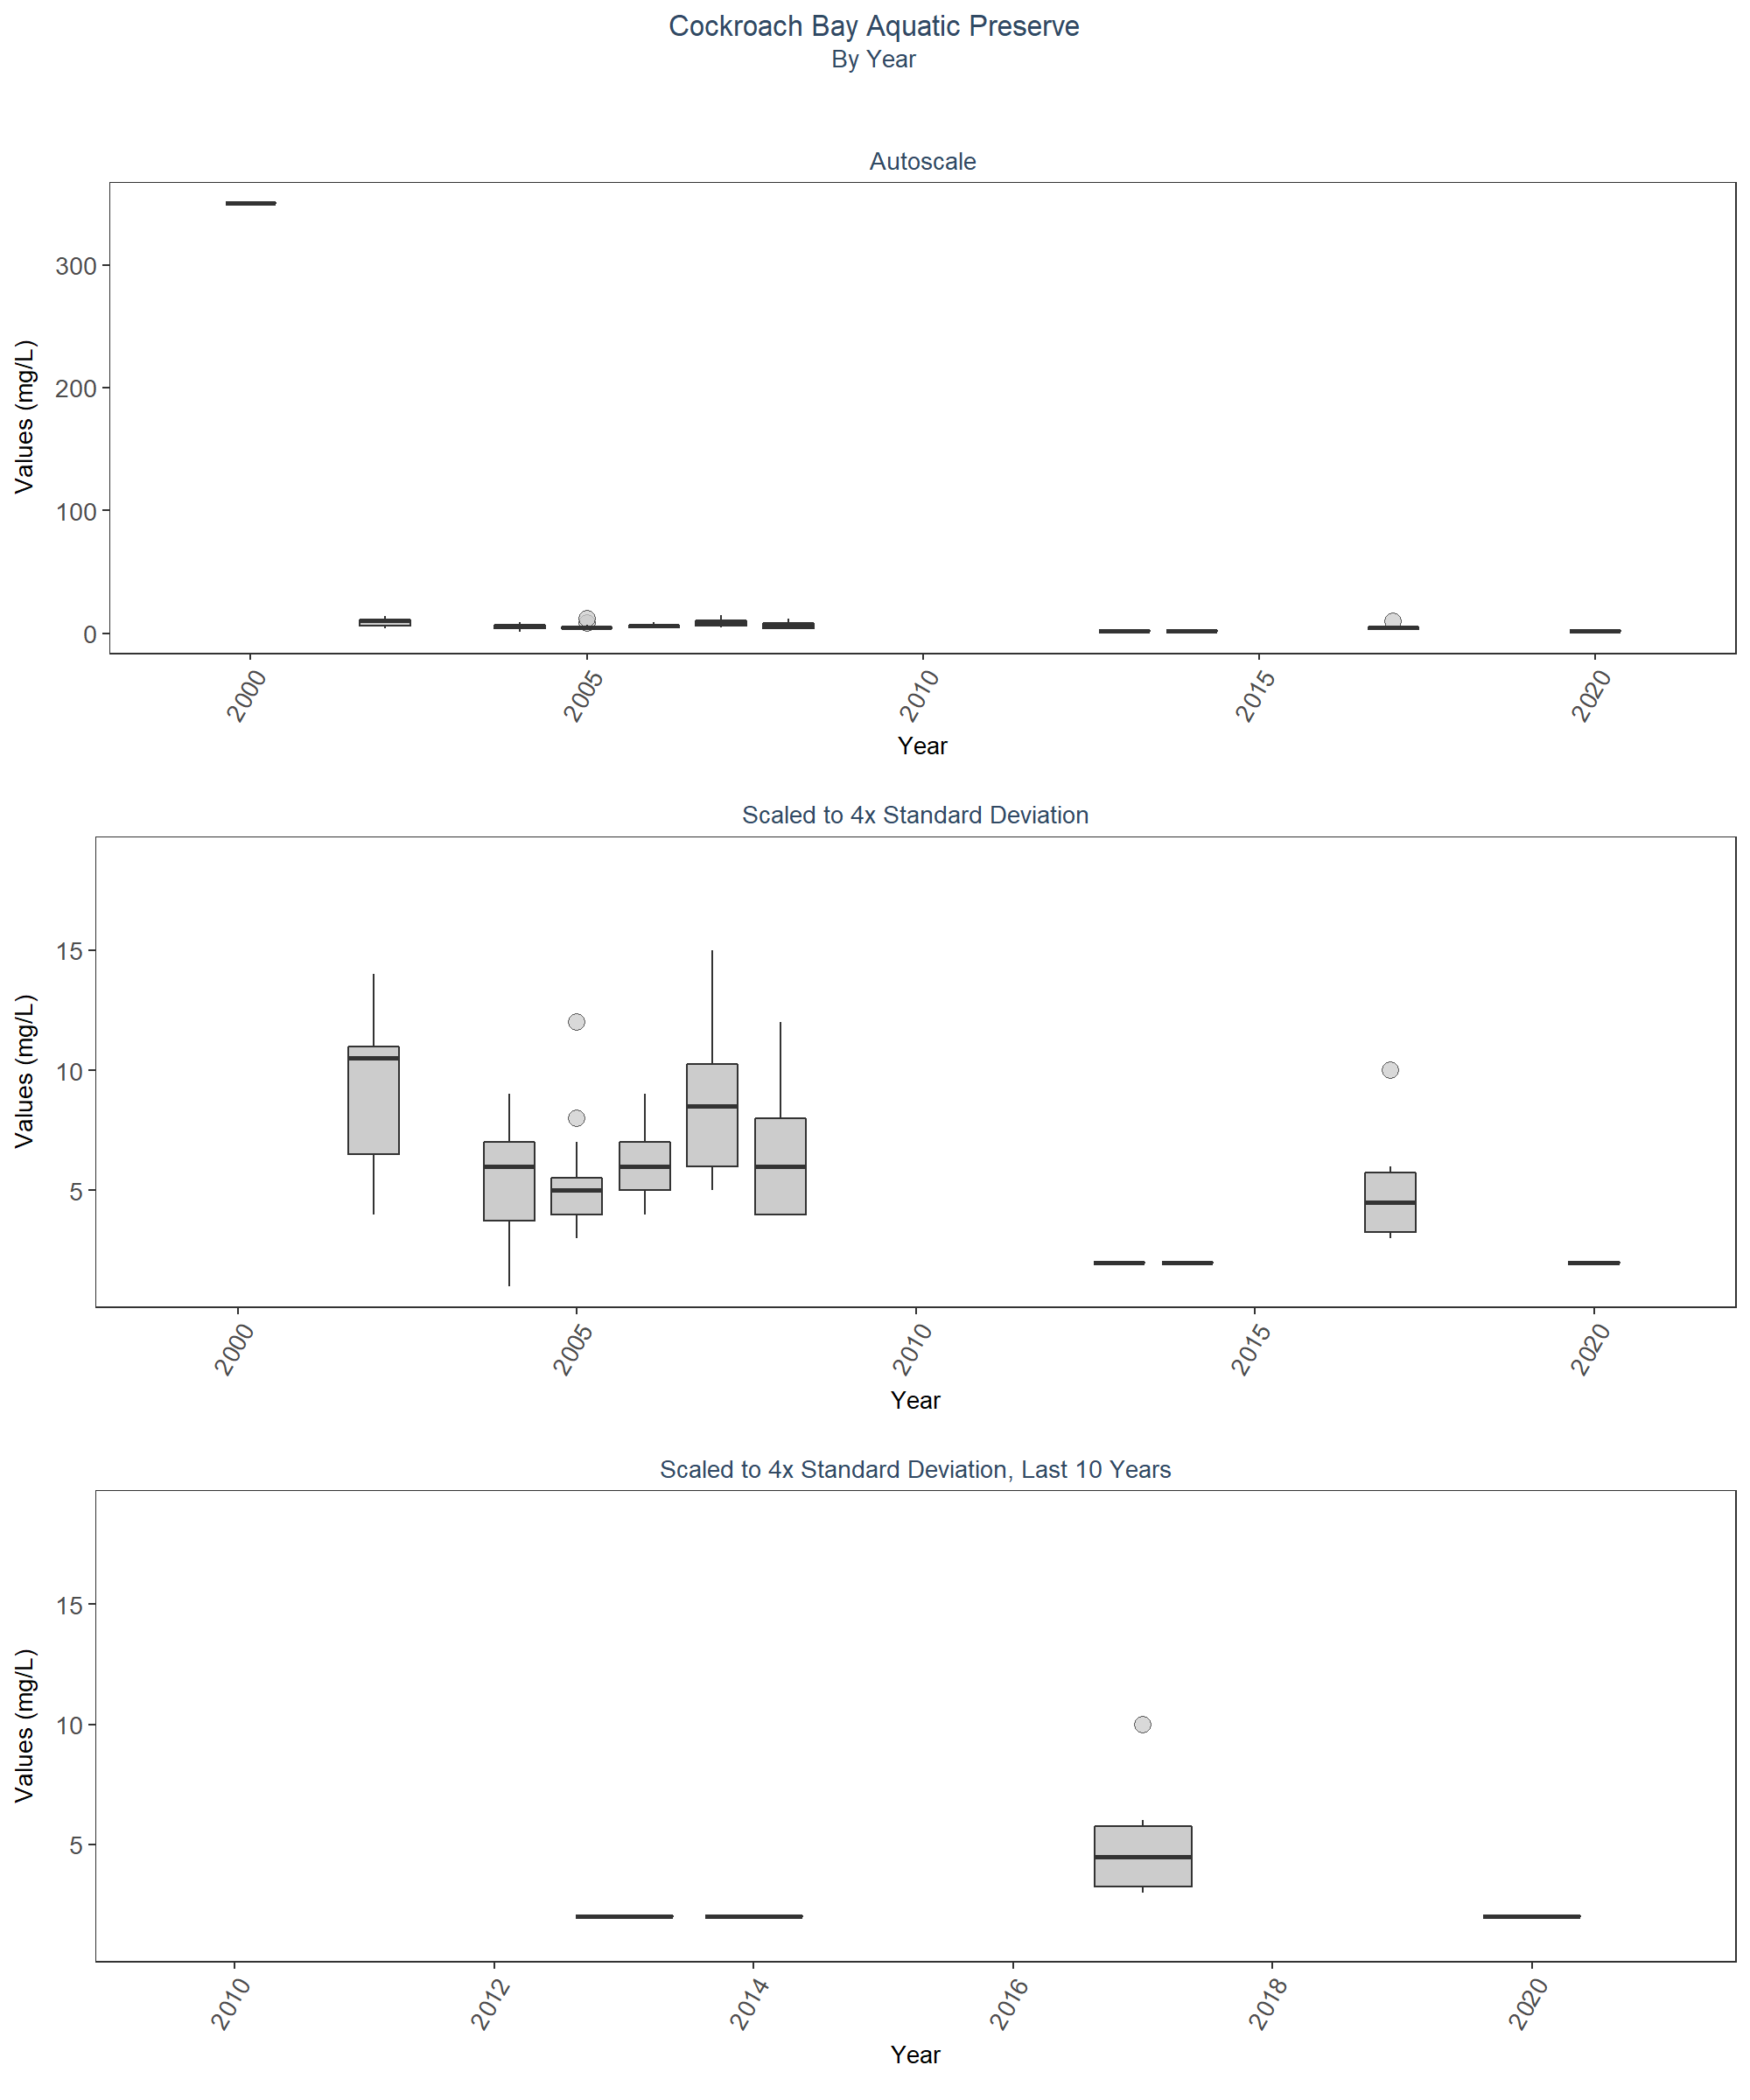 Cockroach Bay Aquatic Preserve
By Year
Autoscale
Values (mg/L)
300
200
100
0
2000 2005 2010 2015 2020
Year
Scaled to 4x Standard Deviation
Values (mg/L)
15
10
5
2000 2005 2010 2015 2020
Year
Scaled to 4x Standard Deviation, Last 10 Years
Values (mg/L)
15
10
5
2010 2012 2014 2016 2018 2020
Year